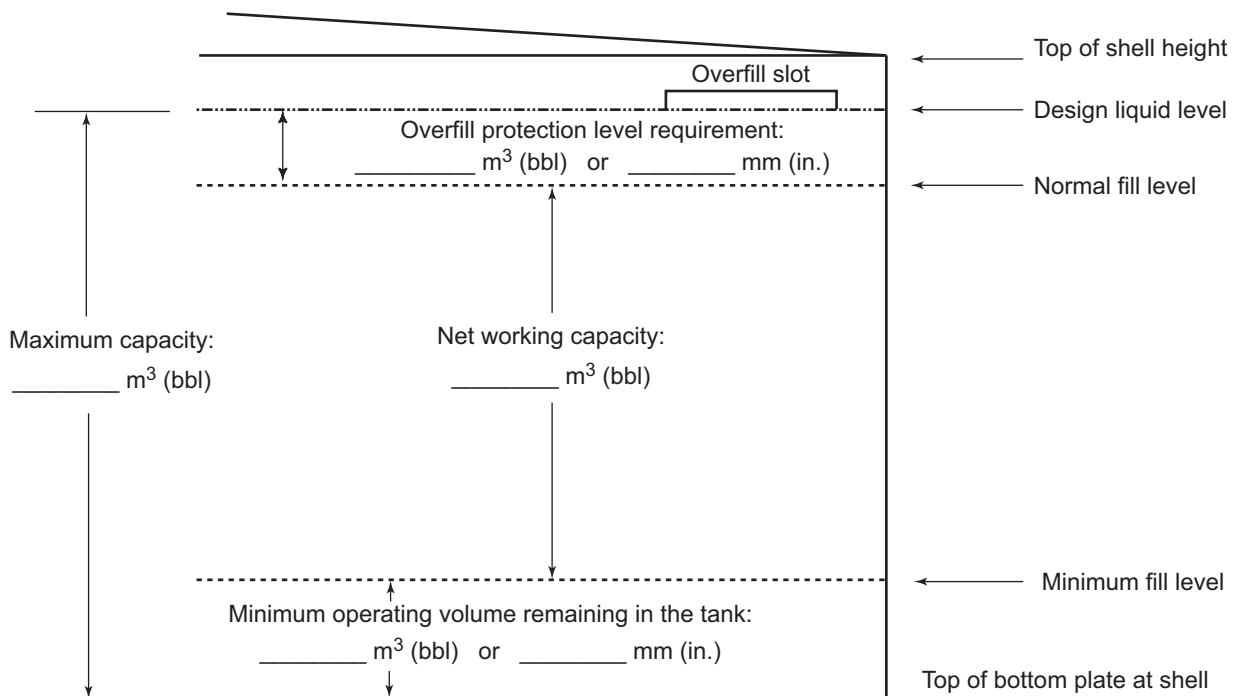 Top of shell height
Overfill slot
Design liquid level
Overfill protection level requirement:
_________ m³ (bbl) or ________ mm (in.)
Normal fill level
Maximum capacity:
________ m³ (bbl)
Net working capacity:
________ m³ (bbl)
Minimum fill level
Minimum operating volume remaining in the tank:
________ m³ (bbl) or ________ mm (in.)
Top of bottom plate at shell